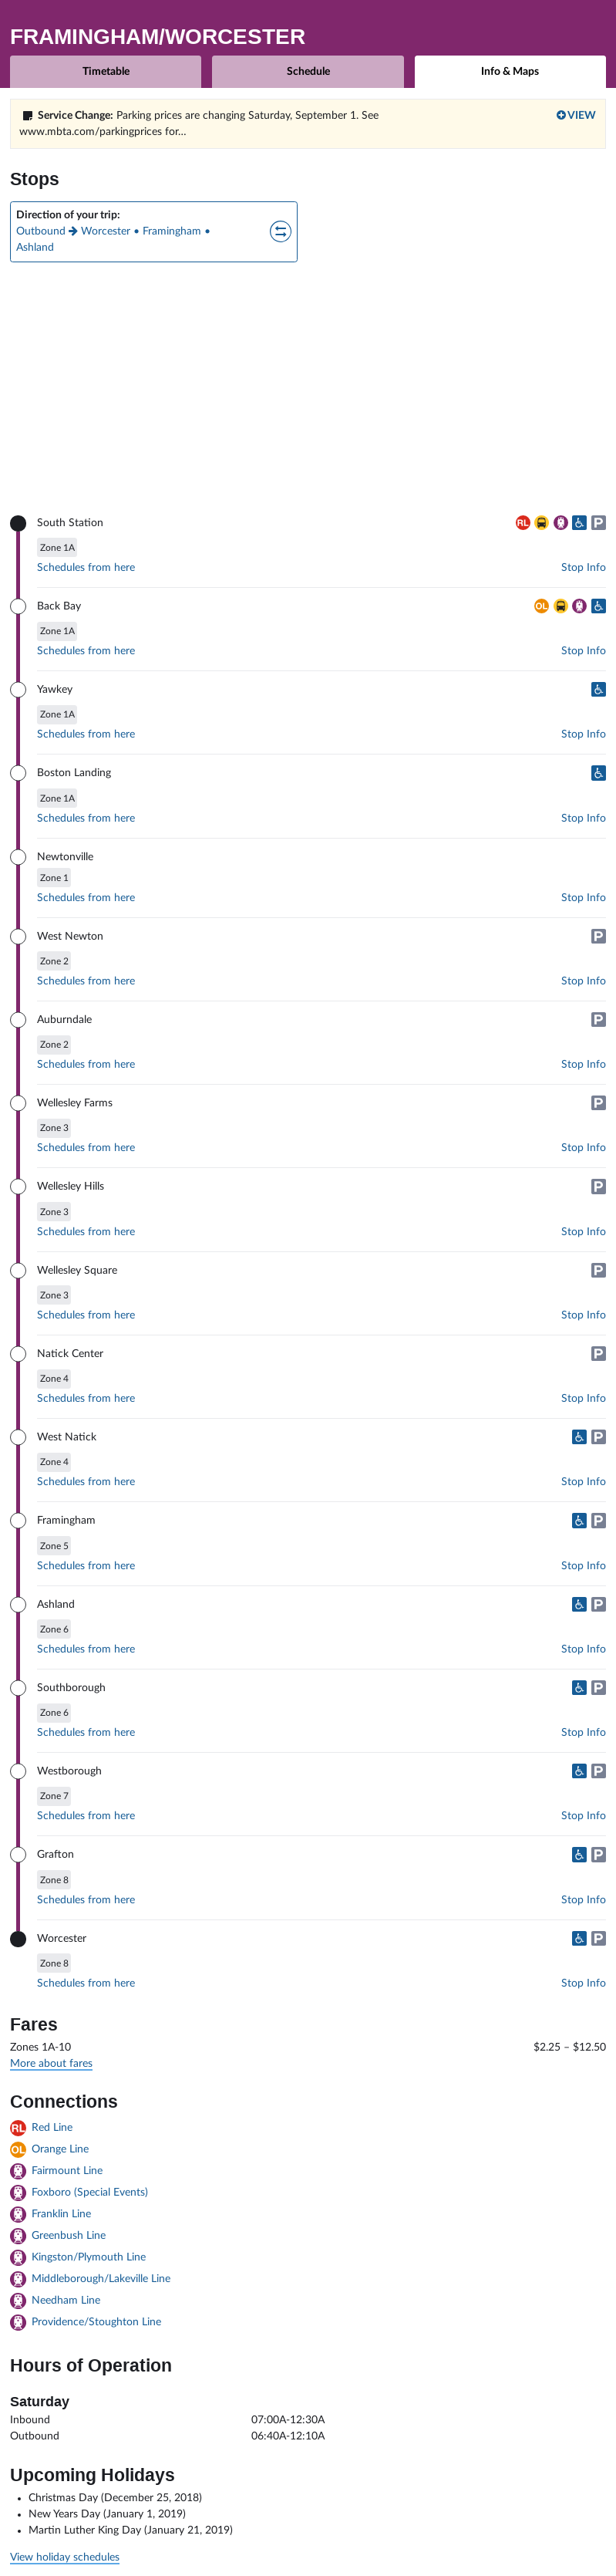 FRAMINGHAM/WORCESTER
Timetable
Schedule
Info & Maps
Service Change: Parking prices are changing Saturday, September 1. See
www.mbta.com/parkingprices for...
VIEW
Stops
Direction of your trip:
Outbound Worcester • Framingham •
Ashland
South Station
RL
P
Zone 1A
Schedules from here
Stop Info
Back Bay
OL
Zone 1A
Schedules from here
Stop Info
Yawkey
Zone 1A
Schedules from here
Stop Info
Boston Landing
Zone 1A
Schedules from here
Stop Info
Newtonville
Zone 1
Schedules from here
Stop Info
West Newton
P
Zone 2
Schedules from here
Stop Info
Auburndale
P
Zone 2
Schedules from here
Stop Info
Wellesley Farms
P
Zone 3
Schedules from here
Stop Info
Wellesley Hills
P
Zone 3
Schedules from here
Stop Info
Wellesley Square
P
Zone 3
Schedules from here
Stop Info
Natick Center
P
Zone 4
Schedules from here
Stop Info
West Natick
P
Zone 4
Schedules from here
Stop Info
Framingham
P
Zone 5
Schedules from here
Stop Info
Ashland
P
Zone 6
Schedules from here
Stop Info
Southborough
P
Zone 6
Schedules from here
Stop Info
Westborough
P
Zone 7
Schedules from here
Stop Info
Grafton
P
Zone 8
Schedules from here
Stop Info
Worcester
P
Zone 8
Schedules from here
Stop Info
Fares
Zones 1A-10 $2.25 – $12.50
More about fares
Connections
RL Red Line
OL Orange Line
Fairmount Line
Foxboro (Special Events)
Franklin Line
Greenbush Line
Kingston/Plymouth Line
Middleborough/Lakeville Line
Needham Line
Providence/Stoughton Line
Hours of Operation
Saturday
Inbound 07:00A-12:30A
Outbound 06:40A-12:10A
Upcoming Holidays
• Christmas Day (December 25, 2018)
• New Years Day (January 1, 2019)
• Martin Luther King Day (January 21, 2019)
View holiday schedules